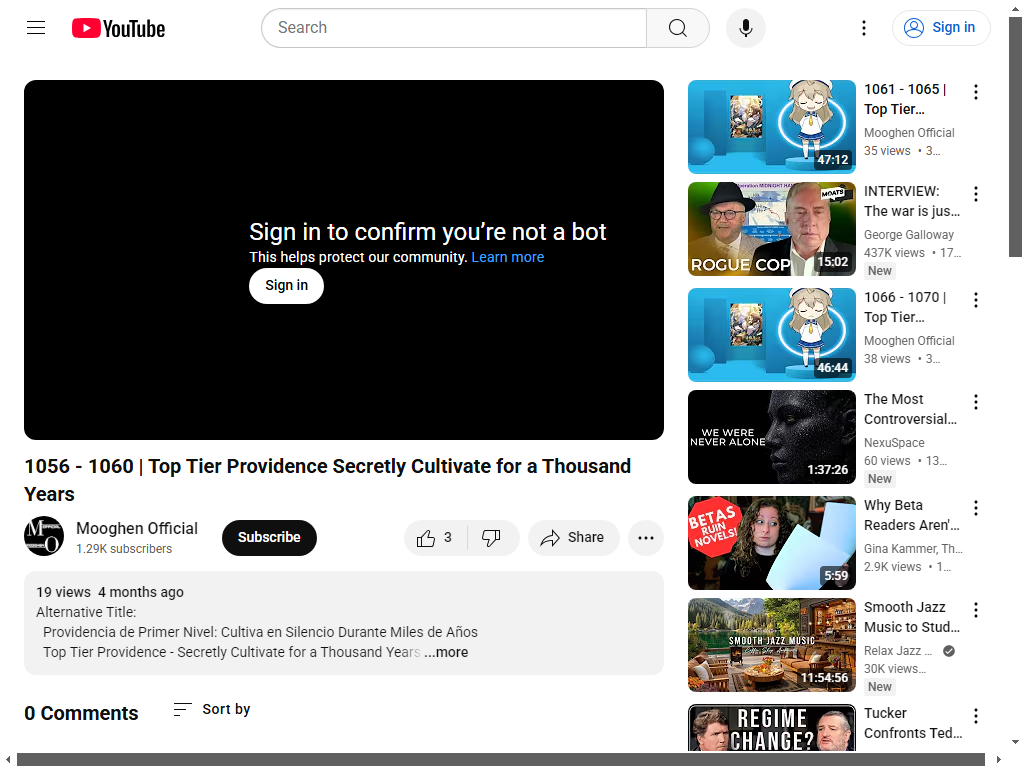 YouTube
Search
Sign in
Sign in to confirm you're not a bot
This helps protect our community. Learn more
Sign in
1056 - 1060 | Top Tier Providence Secretly Cultivate for a Thousand
Years
Mooghen Official
1.29K subscribers
Subscribe
3
Share
19 views 4 months ago
Alternative Title:
Providencia de Primer Nivel: Cultiva en Silencio Durante Miles de Años
Top Tier Providence - Secretly Cultivate for a Thousand Years ...more
0 Comments
Sort by
47:12
1061 - 1065 |
Top Tier...
Mooghen Official
35 views • 3...
MOATS
ROGUE COP
15:02
INTERVIEW:
The war is jus...
George Galloway
437K views • 17...
New
46:44
1066 - 1070 |
Top Tier...
Mooghen Official
38 views • 3...
WE WERE
NEVER ALONE
1:37:26
The Most
Controversial...
NexuSpace
60 views • 13...
New
BETAS
RUIN
NOVELS!
5:59
Why Beta
Readers Aren'...
Gina Kammer, Th...
2.9K views • 1...
SMOOTH JAZZ MUSIC
11:54:56
Smooth Jazz
Music to Stud...
Relax Jazz ...
30K views...
New
REGIME
CHANGE?
Tucker
Confronts Ted...